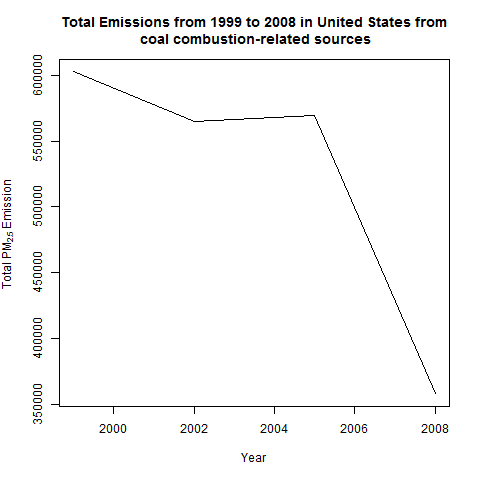 Total Emissions from 1999 to 2008 in United States from
coal combustion-related sources
Total PM2.5 Emission
600000
550000
500000
450000
400000
350000
2000
2002
2004
2006
2008
Year